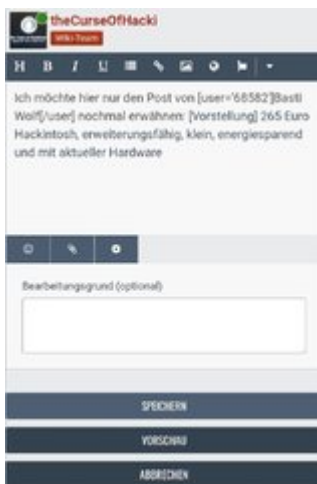 theCurseOfHacki
Wiki-Team
H B I U
Ich möchte hier nur den Post von [user='68582']Basti
Wolf[/user] nochmal erwähnen: [Vorstellung] 265 Euro
Hackintosh, erweiterungsfähig, klein, energiesparend
und mit aktueller Hardware
Bearbeitungsgrund (optional)
SPEICHERN
VORSCHAU
ABBRECHEN